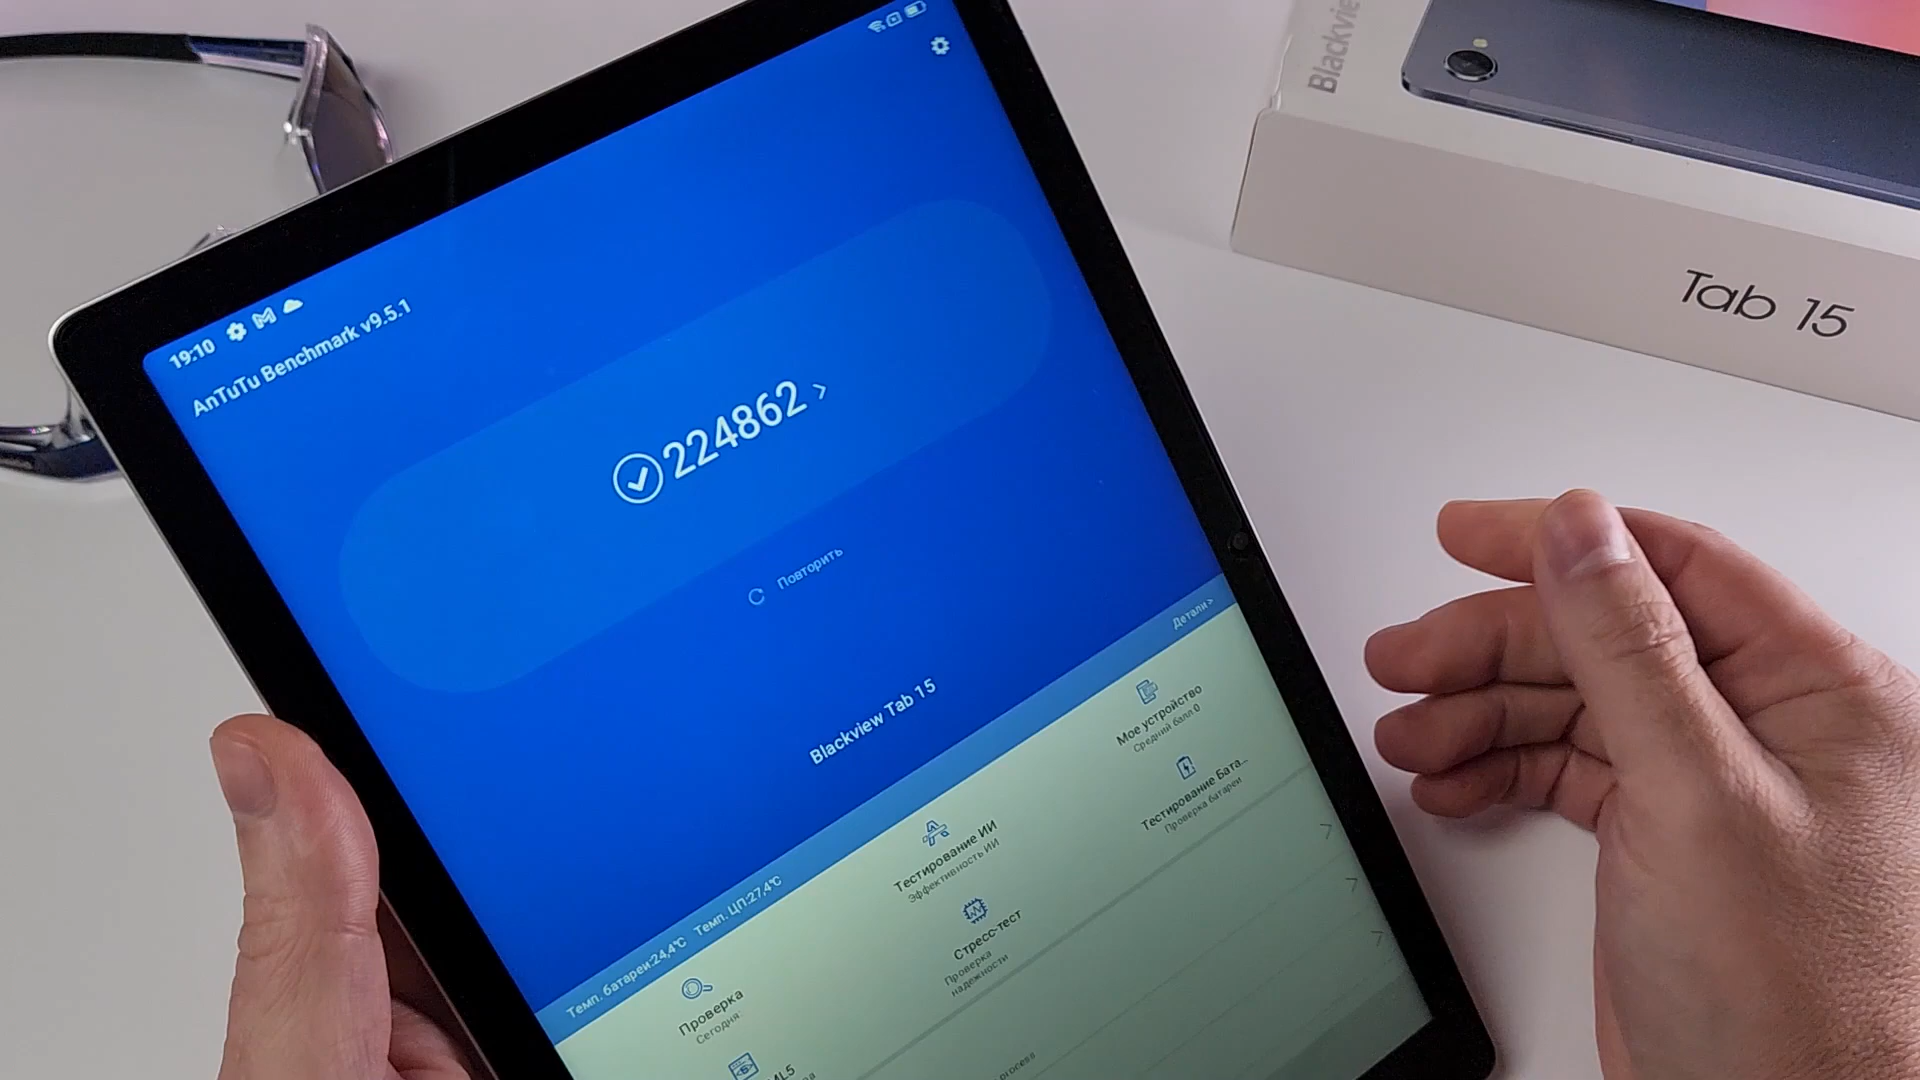 Blackvie
Tab 15
19:10
AnTuTu Benchmark v9.5.1
224862
Повторить
Blackview Tab 15
Детали >
Темп. батареи:24,4℃ Темп. ЦП:27,4℃
Мое устройство
Средний балл 0
Тестирование ИИ
Эффективность ИИ
Тестирование Бата...
Проверка батареи
Проверка
Сегодня:
Стресс-тест
Проверка
надежности